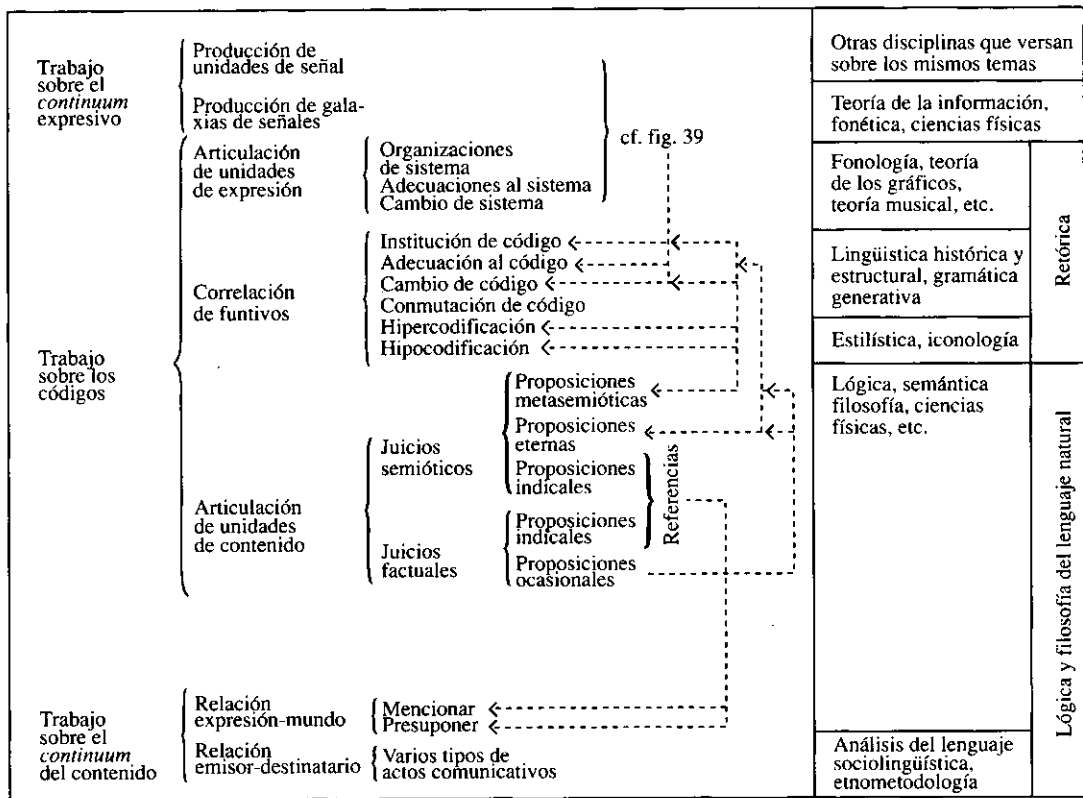 Trabajo
sobre el
continuum
expresivo
Producción de
unidades de señal
Producción de gala-
xias de señales
cf. fig. 39
Trabajo
sobre los
códigos
Articulación
de unidades
de expresión
Organizaciones
de sistema
Adecuaciones al sistema
Cambio de sistema
Correlación
de funtivos
Institución de código
Adecuación al código
Cambio de código
Conmutación de código
Hipercodificación
Hipocodificación
Articulación
de unidades
de contenido
Juicios
semióticos
Proposiciones
metasemióticas
Proposiciones
eternas
Proposiciones
indicales
Juicios
factuales
Proposiciones
indicales
Proposiciones
ocasionales
Referencias
Trabajo
sobre el
continuum
del contenido
Relación
expresión-mundo
Mencionar
Presuponer
Relación
emisor-destinatario
Varios tipos de
actos comunicativos
Otras disciplinas que versan
sobre los mismos temas
Teoría de la información,
fonética, ciencias físicas
Fonología, teoría
de los gráficos,
teoría musical, etc.
Lingüistica histórica y
estructural, gramática
generativa
Estilística, iconología
Retórica
Lógica, semántica
filosofía, ciencias
físicas, etc.
Análisis del lenguaje
sociolingüística,
etnometodología
Lógica y filosofía del lenguaje natural